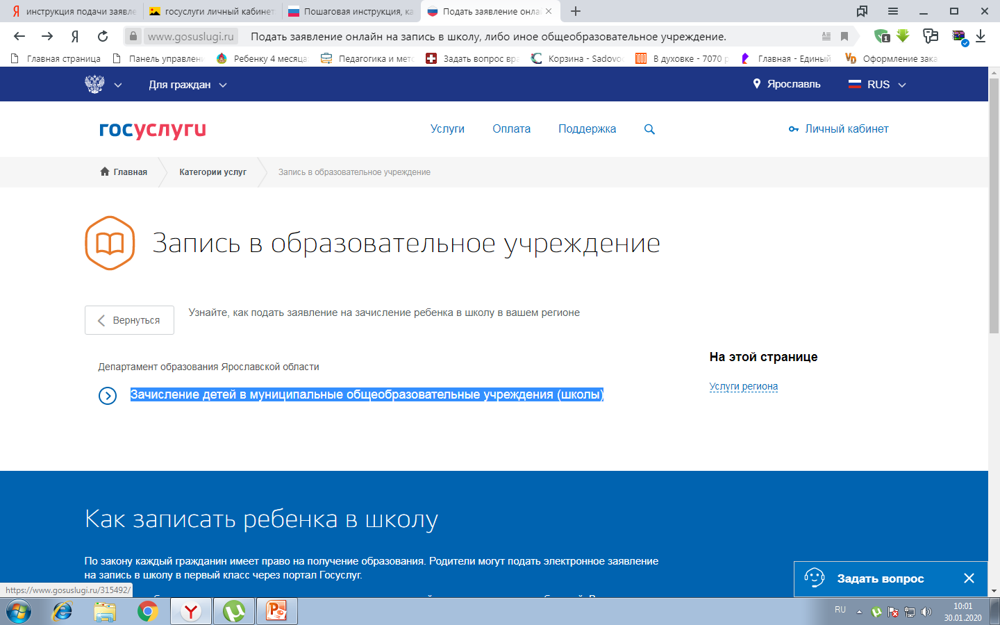 Я инструкция подачи заявле
госуслуги личный кабинет
Пошаговая инструкция, ка
Подать заявление онла
www.gosuslugi.ru Подать заявление онлайн на запись в школу, либо иное общеобразовательное учреждение.
Главная страница
Панель управлени
Ребенку 4 месяца
Педагогика и мето
Задать вопрос вра
Корзина - Sadovo
В духовке - 7070 р
Главная - Единый
Оформление зака
Для граждан
Ярославль
RUS
госуслуги
Услуги
Оплата
Поддержка
Личный кабинет
Главная
Категории услуг
Запись в образовательное учреждение
Запись в образовательное учреждение
Вернуться
Узнайте, как подать заявление на зачисление ребенка в школу в вашем регионе
Департамент образования Ярославской области
Зачисление детей в муниципальные общеобразовательные учреждения (школы)
На этой странице
Услуги региона
Как записать ребенка в школу
По закону каждый гражданин имеет право на получение образования. Родители могут подать электронное заявление
на запись в школу в первый класс через портал Госуслуг.
Задать вопрос
https://www.gosuslugi.ru/315492/
RU
10:01
30.01.2020